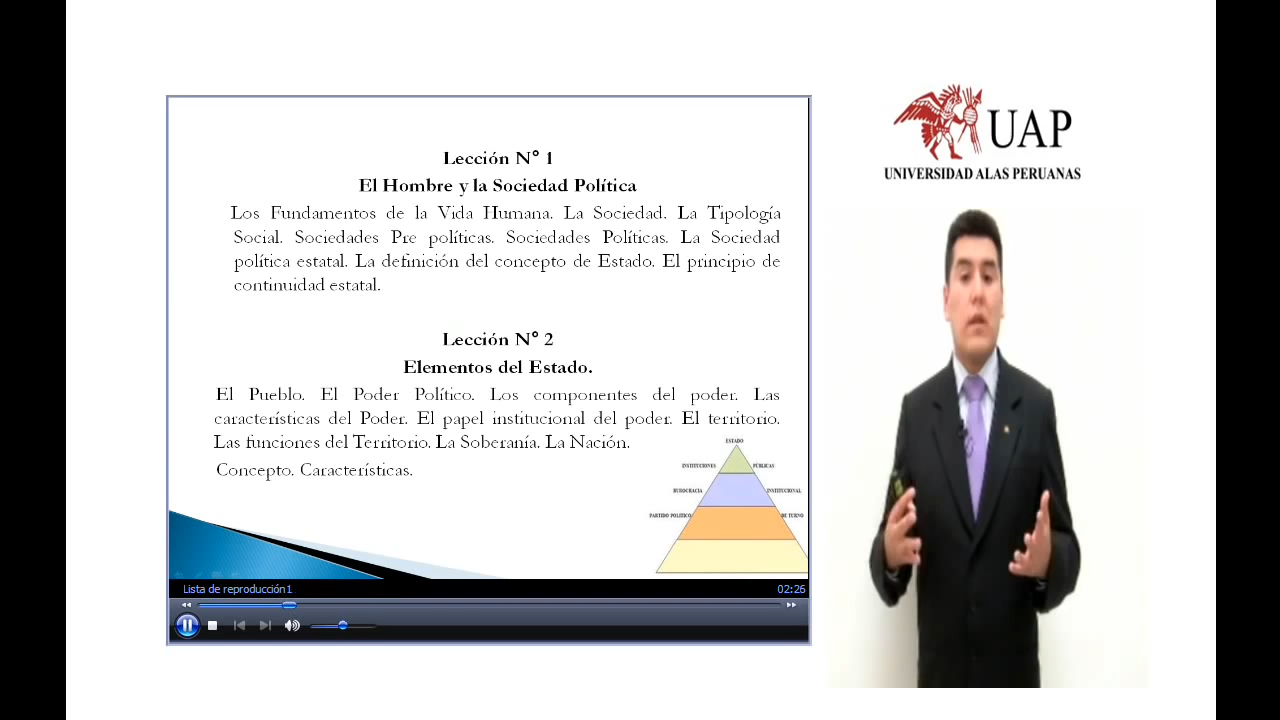 Lección N° 1
El Hombre y la Sociedad Política
Los Fundamentos de la Vida Humana. La Sociedad. La Tipología
Social. Sociedades Pre políticas. Sociedades Políticas. La Sociedad
política estatal. La definición del concepto de Estado. El principio de
continuidad estatal.
Lección N° 2
Elementos del Estado.
El Pueblo. El Poder Político. Los componentes del poder. Las
características del Poder. El papel institucional del poder. El territorio.
Las funciones del Territorio. La Soberanía. La Nación.
Concepto. Características.
ESTADO
INSTITUCIONES PÚBLICAS
BUROCRACIA INSTITUCIONAL
PARTIDO POLITICO DE TURNO
Lista de reproducción1 02:26
UAP
UNIVERSIDAD ALAS PERUANAS